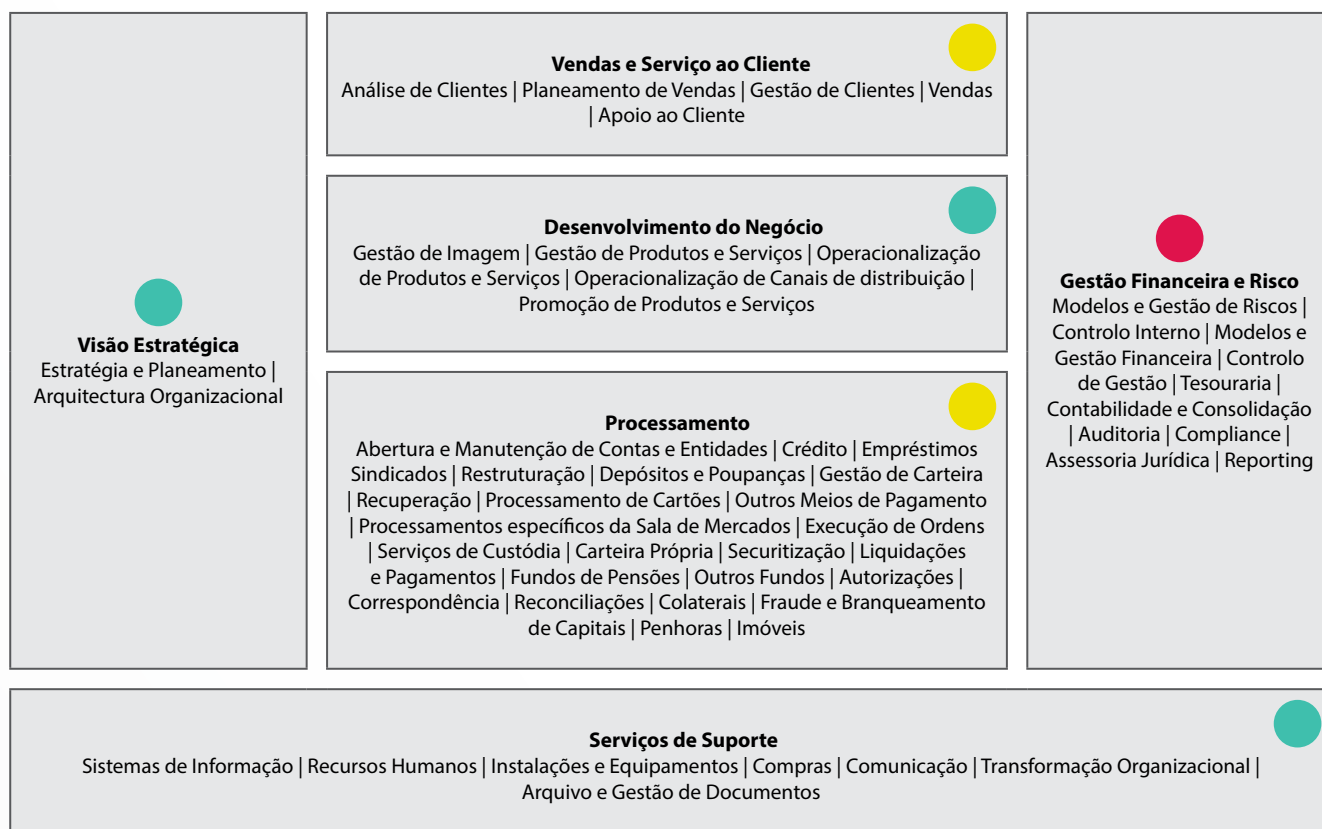 Vendas e Serviço ao Cliente
Análise de Clientes | Planeamento de Vendas | Gestão de Clientes | Vendas
| Apoio ao Cliente
Desenvolvimento do Negócio
Gestão de Imagem | Gestão de Produtos e Serviços | Operacionalização
de Produtos e Serviços | Operacionalização de Canais de distribuição |
Promoção de Produtos e Serviços
Visão Estratégica
Estratégia e Planeamento |
Arquitectura Organizacional
Processamento
Abertura e Manutenção de Contas e Entidades | Crédito | Empréstimos
Sindicados | Restruturação | Depósitos e Poupanças | Gestão de Carteira
| Recuperação | Processamento de Cartões | Outros Meios de Pagamento
| Processamentos específicos da Sala de Mercados | Execução de Ordens
| Serviços de Custódia | Carteira Própria | Securitização | Liquidações
e Pagamentos | Fundos de Pensões | Outros Fundos | Autorizações |
Correspondência | Reconciliações | Colaterais | Fraude e Branqueamento
de Capitais | Penhoras | Imóveis
Gestão Financeira e Risco
Modelos e Gestão de Riscos |
Controlo Interno | Modelos e
Gestão Financeira | Controlo
de Gestão | Tesouraria |
Contabilidade e Consolidação
| Auditoria | Compliance |
Assessoria Jurídica | Reporting
Serviços de Suporte
Sistemas de Informação | Recursos Humanos | Instalações e Equipamentos | Compras | Comunicação | Transformação Organizacional |
Arquivo e Gestão de Documentos